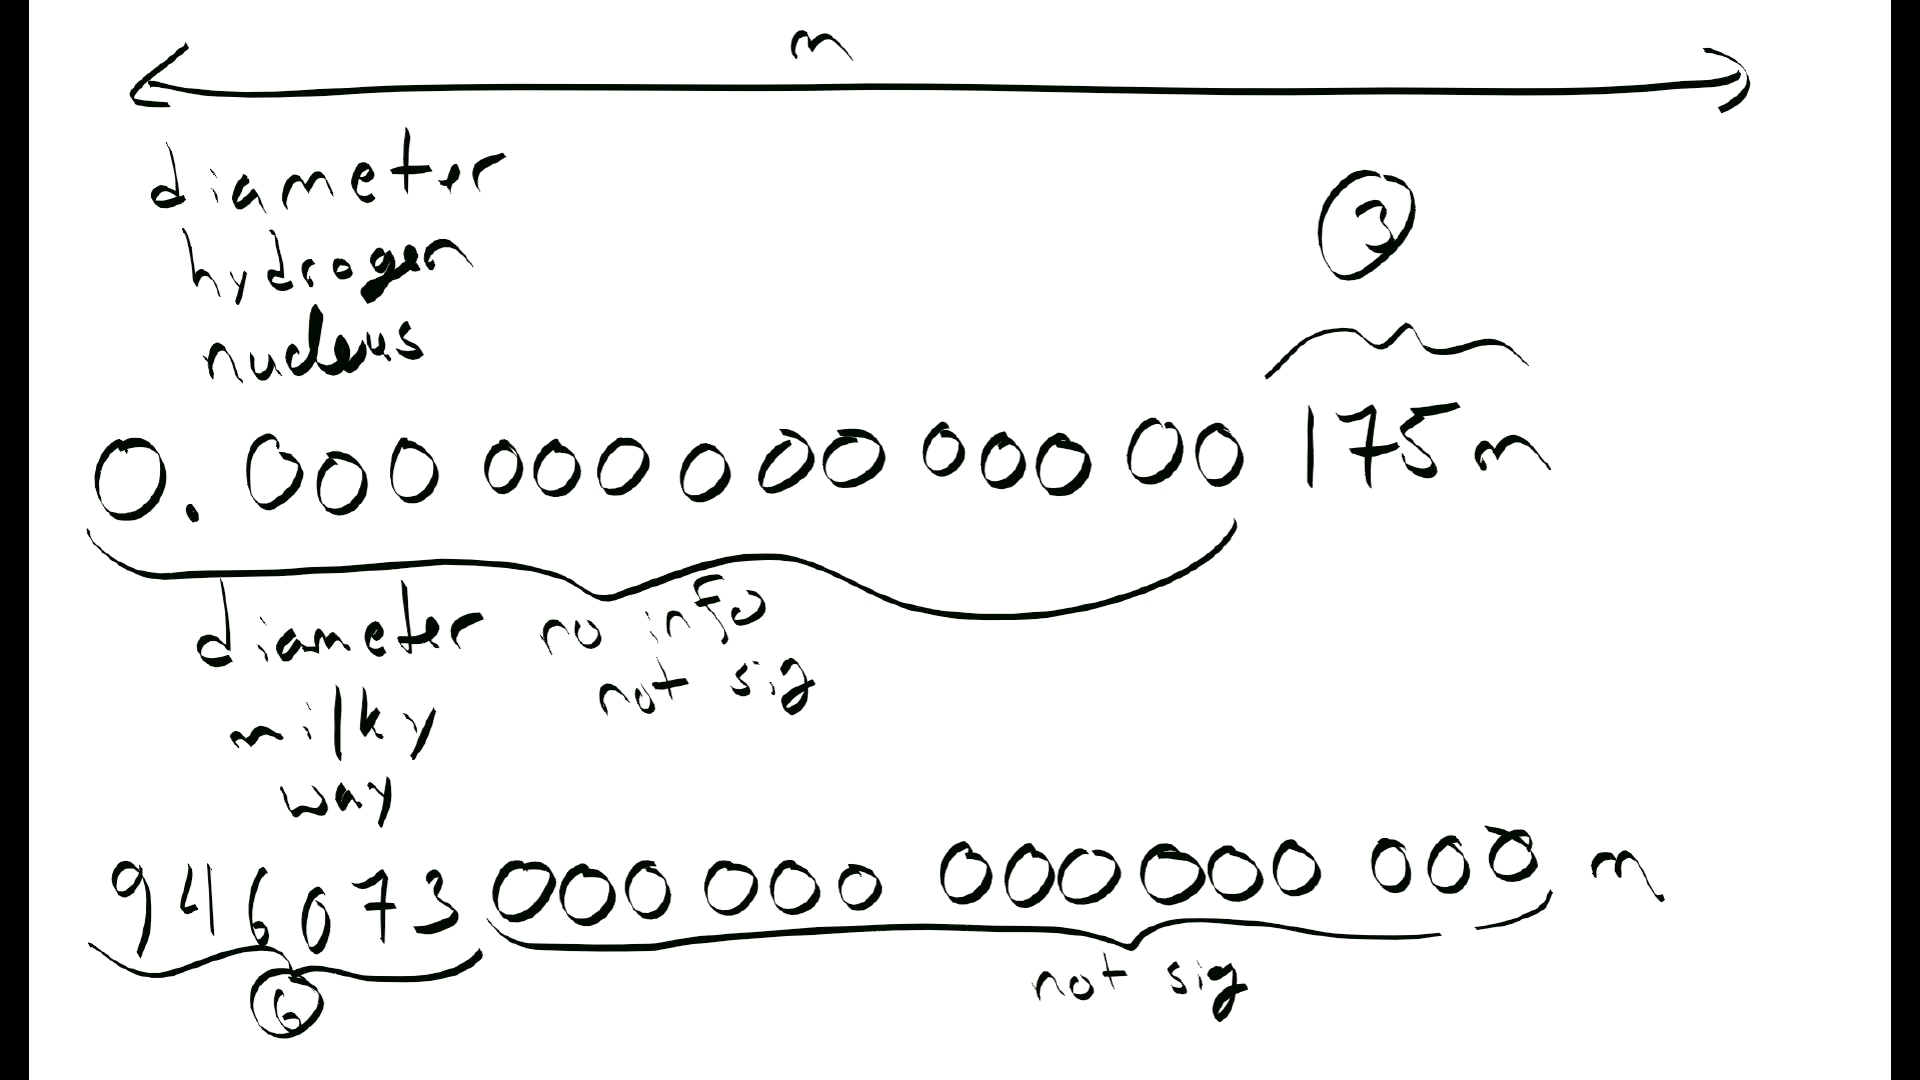 m
diameter
hydrogen
nucleus
3
0.000 000 000 000 00 175 m
no info
not sig
diameter
milky
way
946073 000 000 000 000 000 m
6
not sig